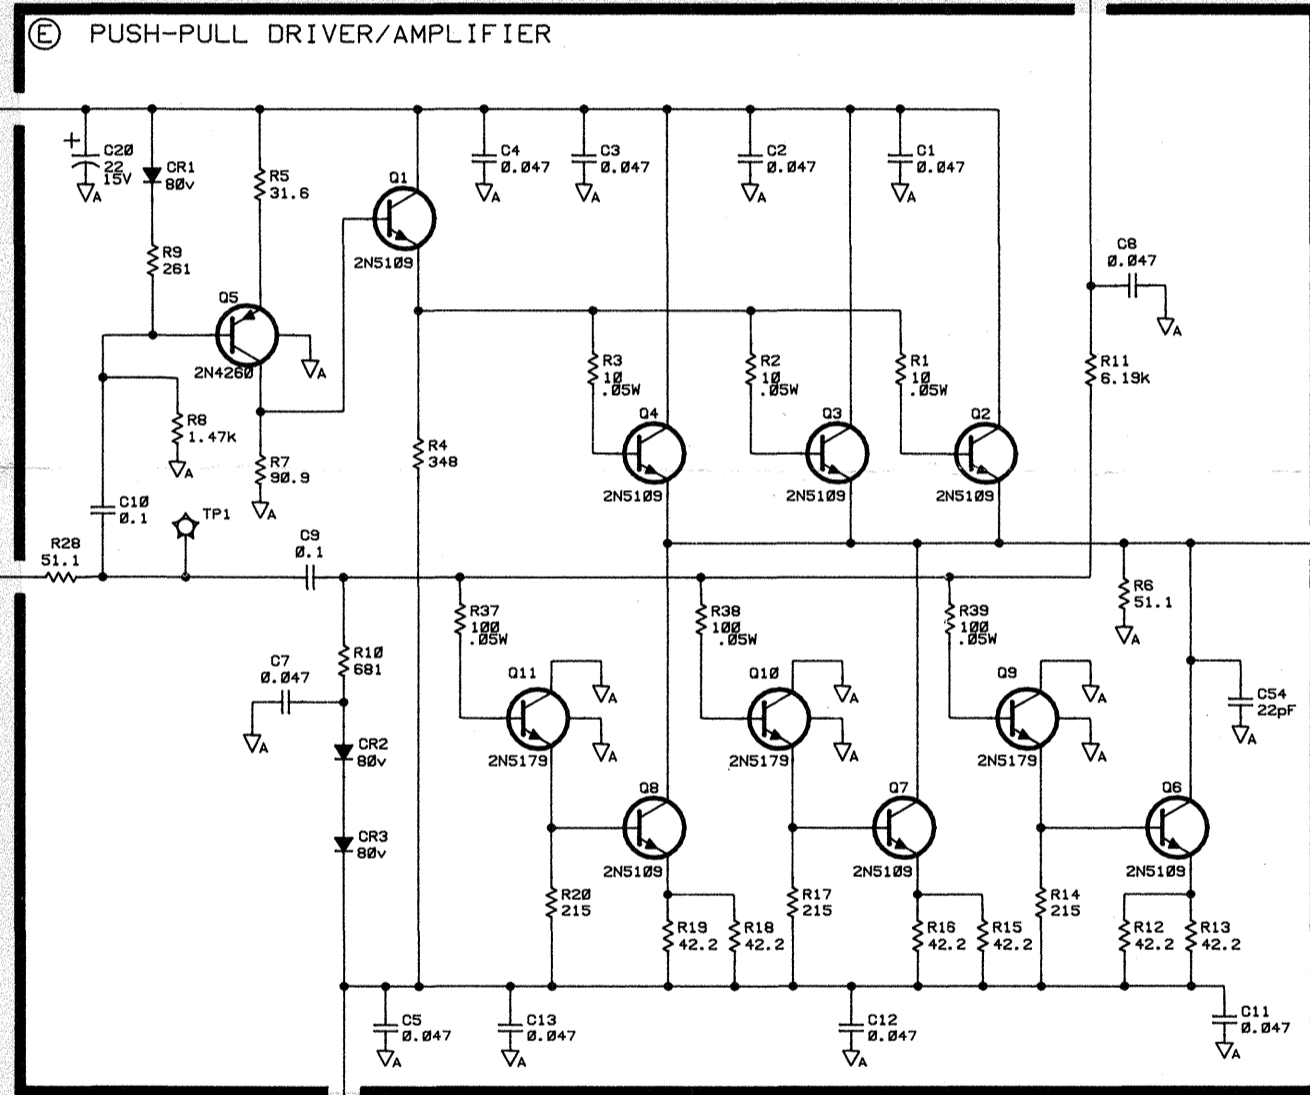 E PUSH-PULL DRIVER/AMPLIFIER
+
C20
22
15V
A
CR1
80v
R5
31.6
Q1
C4
0.047
A
C3
0.047
A
C2
0.047
A
C1
0.047
A
R9
261
2N5109
C8
0.047
A
Q5
2N4260
A
R3
10
.05W
R2
10
.05W
R1
10
.05W
R11
6.19k
R8
1.47k
A
R7
90.9
A
R4
348
Q4
2N5109
Q3
2N5109
Q2
2N5109
C10
0.1
TP1
R28
51.1
C9
0.1
R37
100
.05W
R38
100
.05W
R39
100
.05W
R6
51.1
A
R10
681
C7
0.047
A
Q11
A
A
2N5179
Q10
A
A
2N5179
Q9
A
A
2N5179
C54
22pF
A
CR2
80v
CR3
80v
Q8
2N5109
Q7
2N5109
Q6
2N5109
R20
215
R19
42.2
R18
42.2
R17
215
R16
42.2
R15
42.2
R14
215
R12
42.2
R13
42.2
C5
0.047
A
C13
0.047
A
C12
0.047
A
C11
0.047
A